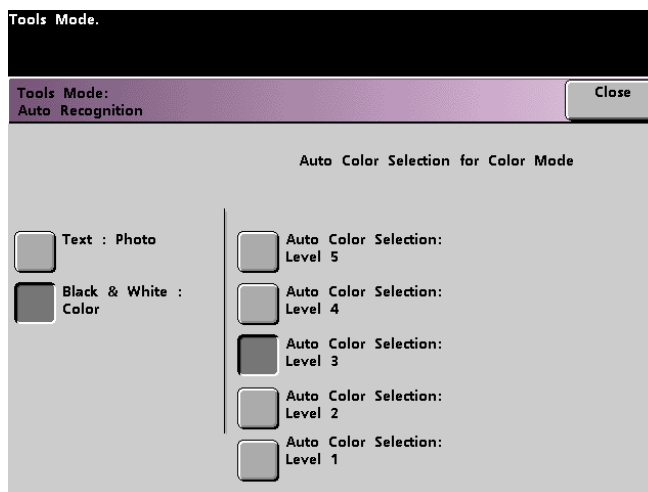 Tools Mode.
Tools Mode:
Auto Recognition
Close
Auto Color Selection for Color Mode
Text : Photo
Black & White :
Color
Auto Color Selection:
Level 5
Auto Color Selection:
Level 4
Auto Color Selection:
Level 3
Auto Color Selection:
Level 2
Auto Color Selection:
Level 1